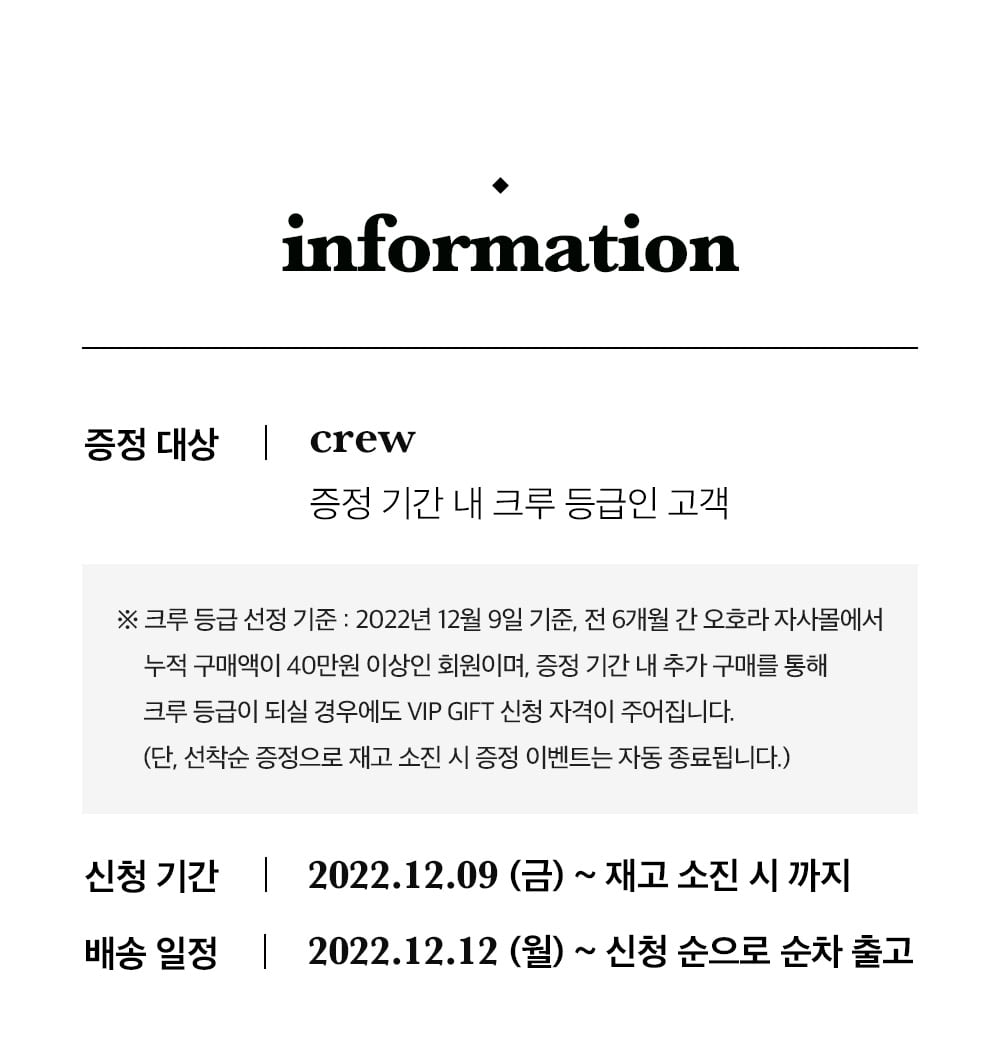 information
증정 대상 | crew
증정 기간 내 크루 등급인 고객
※ 크루 등급 선정 기준 : 2022년 12월 9일 기준, 전 6개월 간 오호라 자사몰에서
누적 구매액이 40만원 이상인 회원이며, 증정 기간 내 추가 구매를 통해
크루 등급이 되실 경우에도 VIP GIFT 신청 자격이 주어집니다.
(단, 선착순 증정으로 재고 소진 시 증정 이벤트는 자동 종료됩니다.)
신청 기간 | 2022.12.09 (금) ~ 재고 소진 시 까지
배송 일정 | 2022.12.12 (월) ~ 신청 순으로 순차 출고